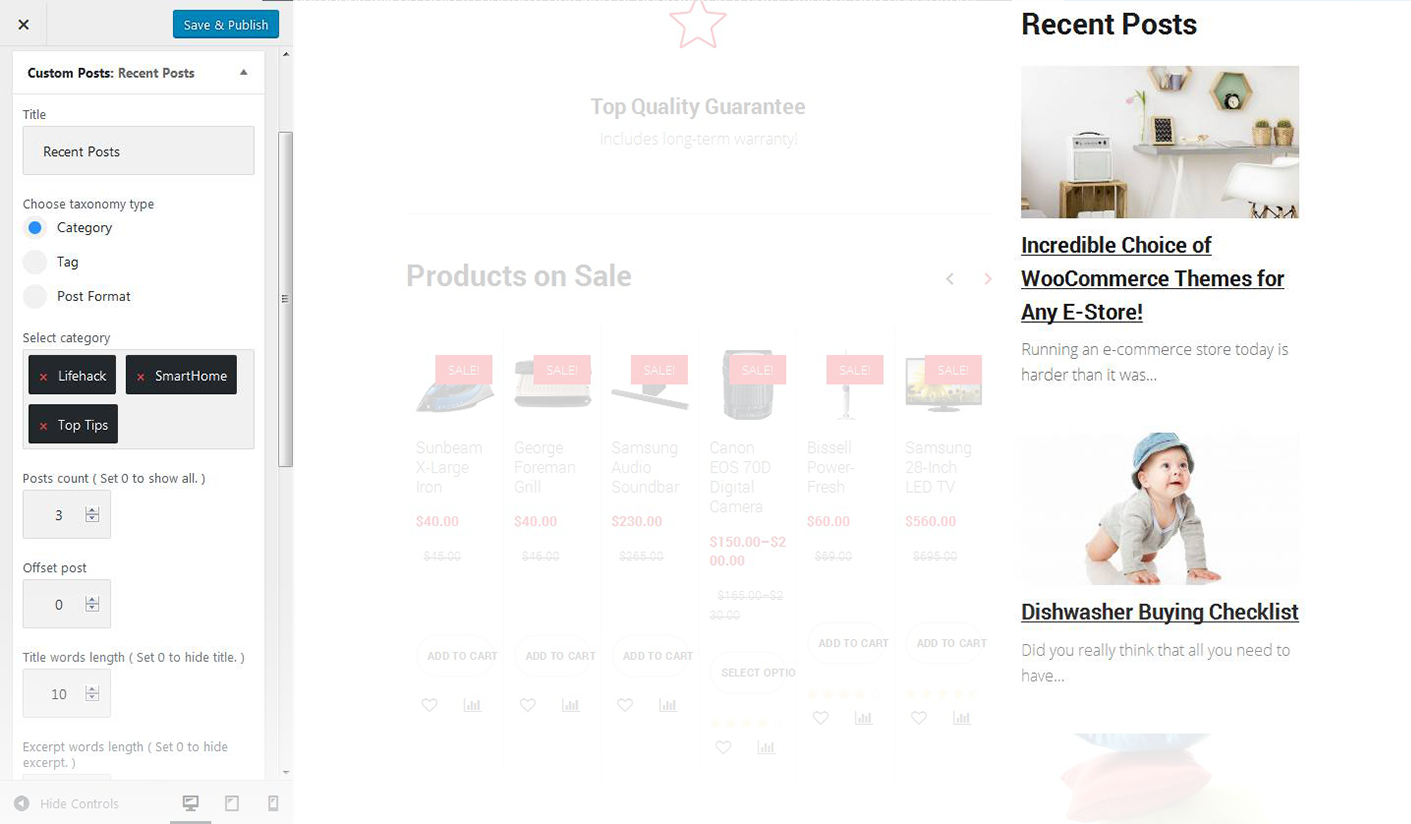 Save & Publish
Custom Posts: Recent Posts
Title
Recent Posts
Choose taxonomy type
Category
Tag
Post Format
Select category
× Lifehack
× SmartHome
× Top Tips
Posts count ( Set 0 to show all. )
3
Offset post
0
Title words length ( Set 0 to hide title. )
10
Excerpt words length ( Set 0 to hide
excerpt. )
Hide Controls
Top Quality Guarantee
Includes long-term warranty!
Products on Sale
SALE!
Sunbeam
X-Large
Iron
$40.00
$45.00
ADD TO CART
SALE!
George
Foreman
Grill
$40.00
$46.00
ADD TO CART
SALE!
Samsung
Audio
Soundbar
$230.00
$265.00
ADD TO CART
SALE!
Canon
EOS 70D
Digital
Camera
$150.00–$2
00.00
$165.00–$2
30.00
SELECT OPTIO
SALE!
Bissell
Power-
Fresh
$60.00
$69.00
ADD TO CART
SALE!
Samsung
28-Inch
LED TV
$560.00
$695.00
ADD TO CART
Recent Posts
Incredible Choice of
WooCommerce Themes for
Any E-Store!
Running an e-commerce store today is
harder than it was...
Dishwasher Buying Checklist
Did you really think that all you need to
have...